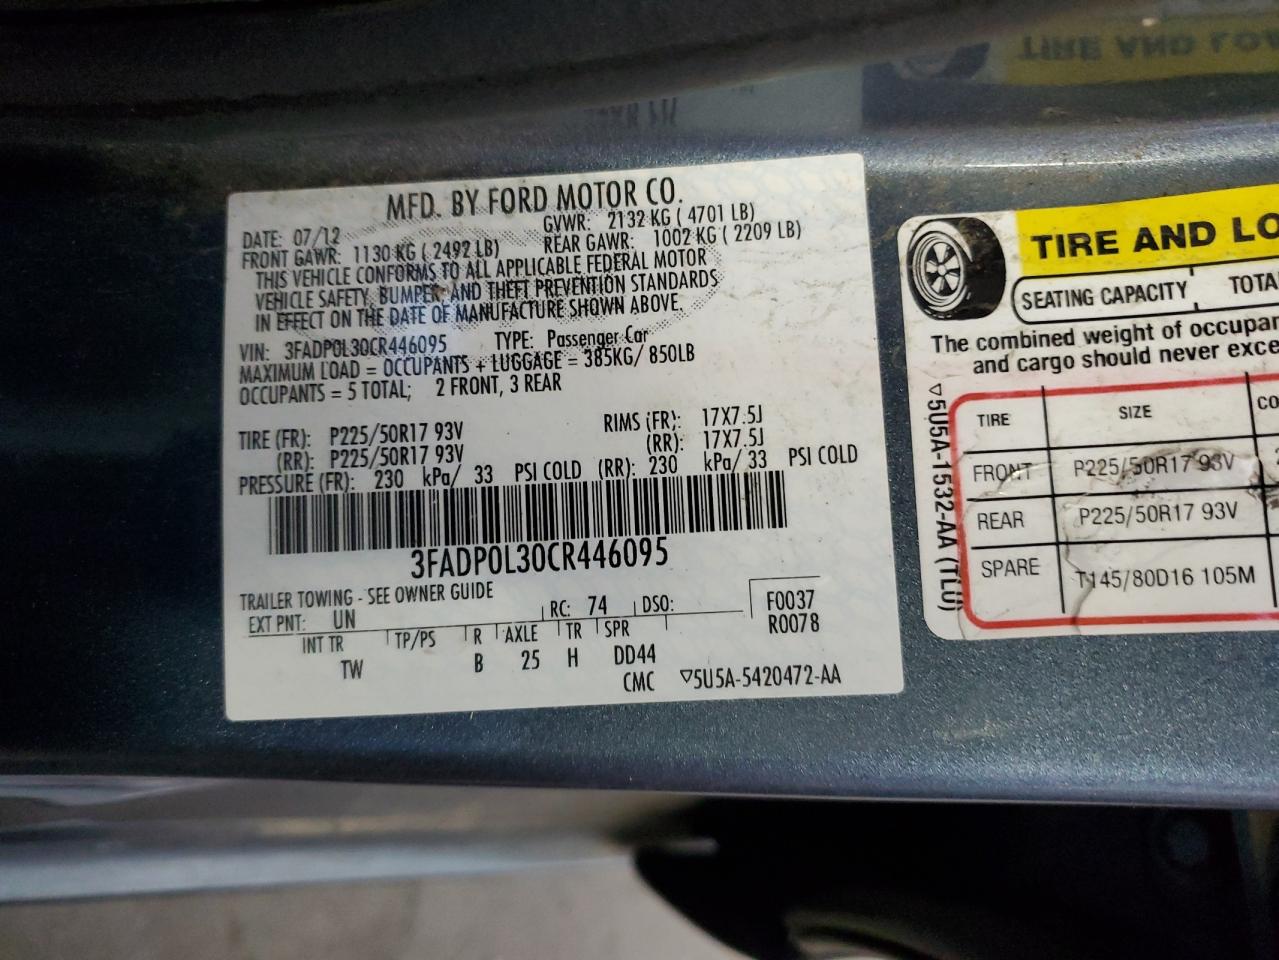 MFD. BY FORD MOTOR CO.
DATE: 07/12 GVWR: 2132 KG ( 4701 LB)
FRONT GAWR: 1130 KG ( 2492 LB) REAR GAWR: 1002 KG ( 2209 LB)
THIS VEHICLE CONFORMS TO ALL APPLICABLE FEDERAL MOTOR
VEHICLE SAFETY, BUMPER, AND THEFT PREVENTION STANDARDS
IN EFFECT ON THE DATE OF MANUFACTURE SHOWN ABOVE.
VIN: 3FADP0L30CR446095 TYPE: Passenger Car
MAXIMUM LOAD = OCCUPANTS + LUGGAGE = 385KG/ 850LB
OCCUPANTS = 5 TOTAL; 2 FRONT, 3 REAR
TIRE (FR): P225/50R17 93V RIMS (FR): 17X7.5J
(RR): P225/50R17 93V (RR): 17X7.5J
PRESSURE (FR): 230 kPa/ 33 PSI COLD (RR): 230 kPa/ 33 PSI COLD
3FADP0L30CR446095
TRAILER TOWING - SEE OWNER GUIDE
EXT PNT: UN RC: 74 DSO: F0037
R0078
INT TR TP/PS R AXLE TR SPR
TW B 25 H DD44
CMC ▽5U5A-5420472-AA
TIRE AND LO
SEATING CAPACITY TOTA
The combined weight of occupan
and cargo should never exce
▽5U5A-1532-AA (TLU)
TIRE SIZE CO
FRONT P225/50R17 93V
REAR P225/50R17 93V
SPARE T145/80D16 105M